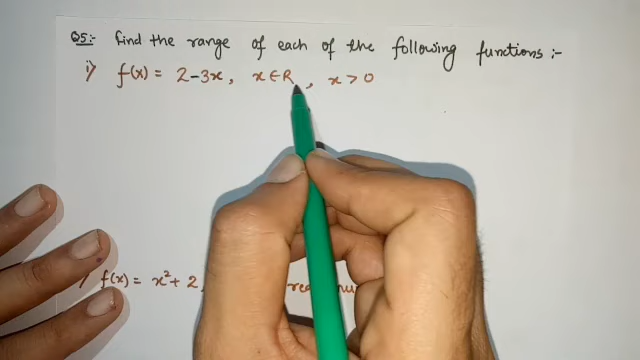 Q5:- Find the range of each of the following functions :-
i) f(x) = 2-3x, x ∈ R, x > 0
f(x) = x² + 2,